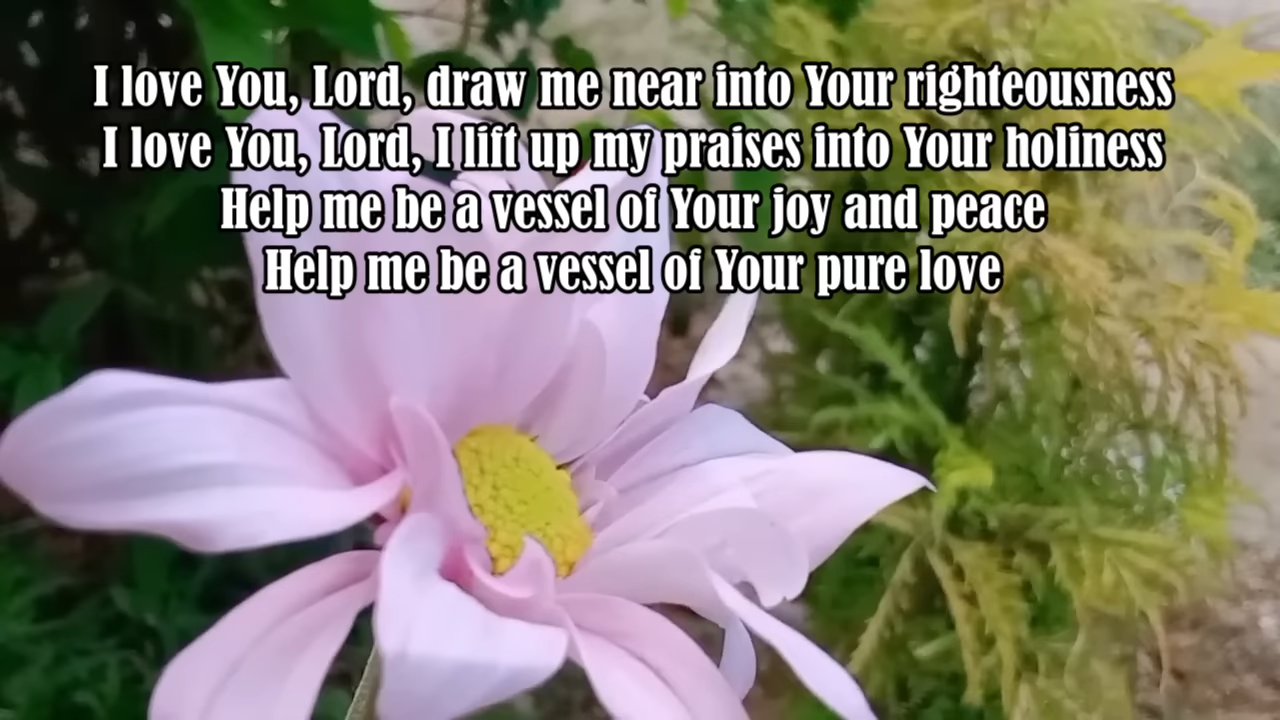 I love You, Lord, draw me near into Your righteousness
I love You, Lord, I lift up my praises into Your holiness
Help me be a vessel of Your joy and peace
Help me be a vessel of Your pure love